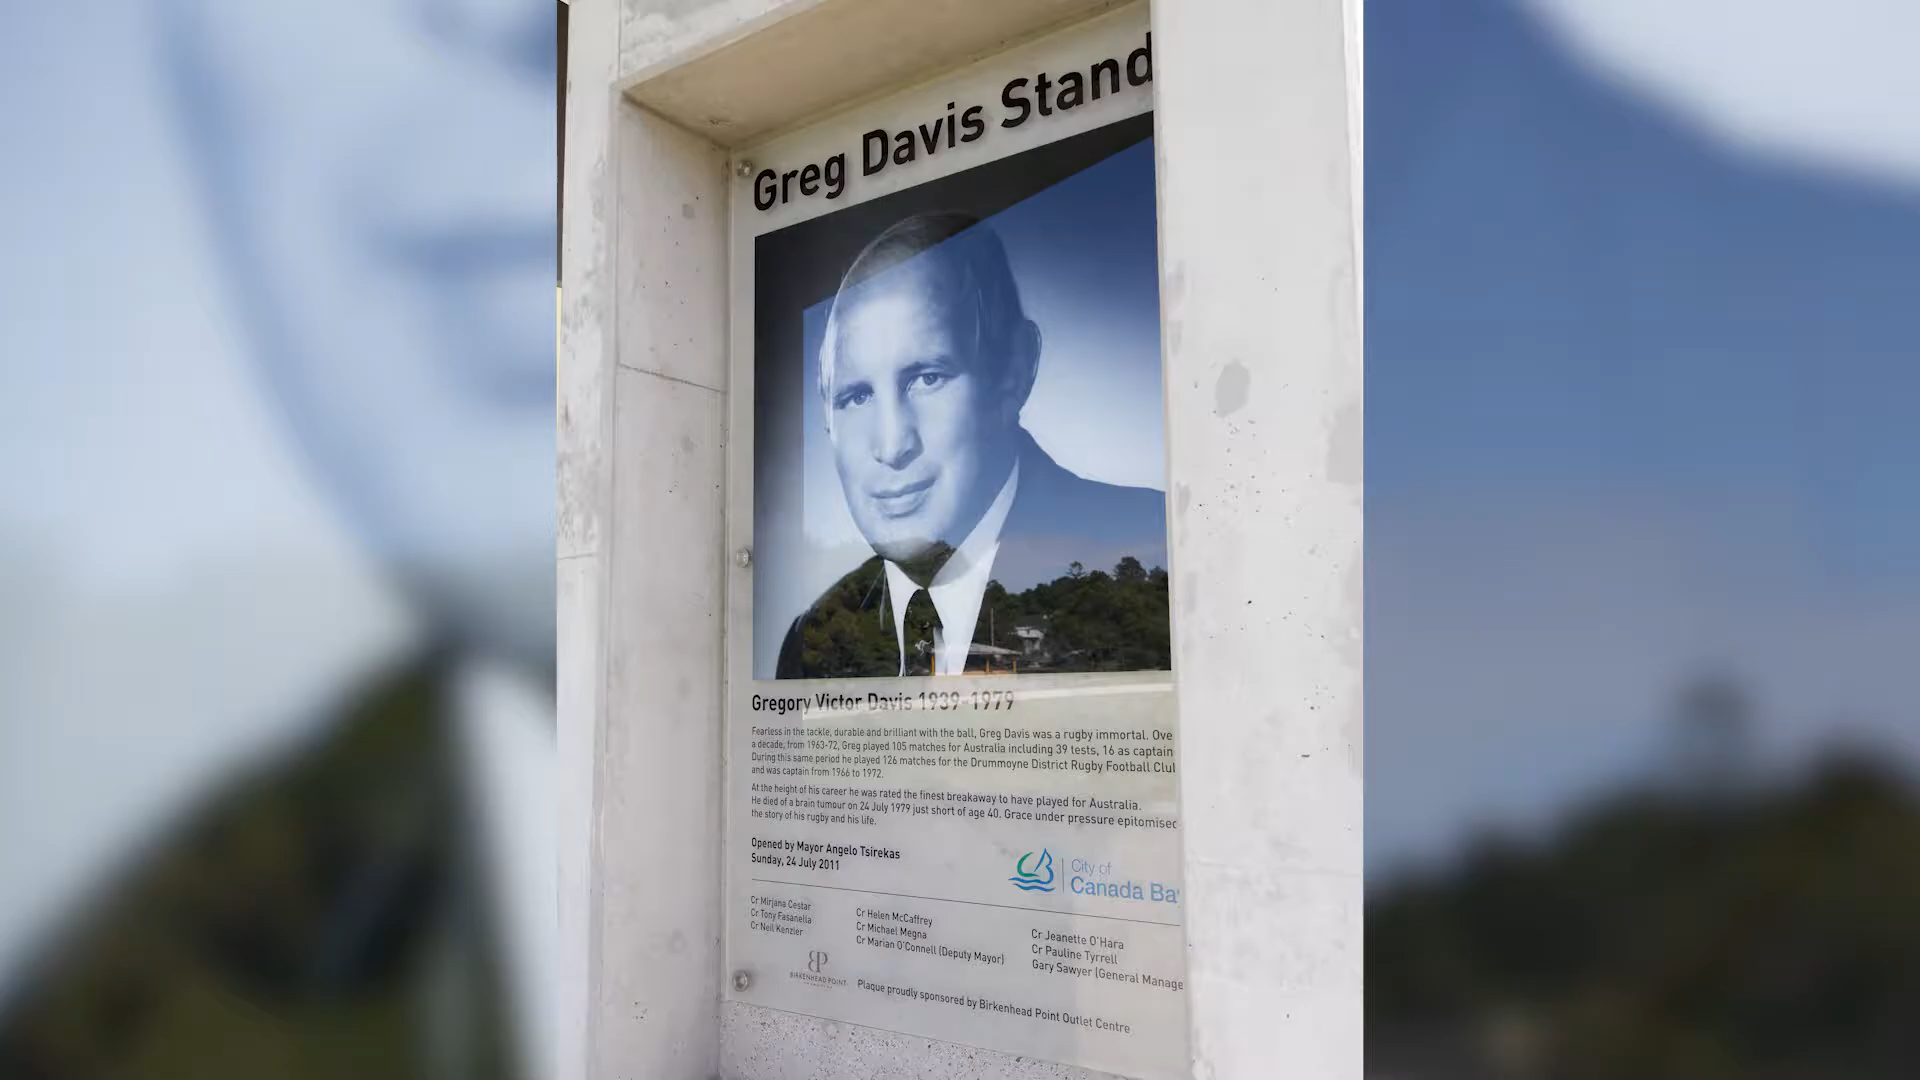 Greg Davis Stand
Gregory Victor Davis 1939-1979
Fearless in the tackle, durable and brilliant with the ball, Greg Davis was a rugby immortal. Ove
a decade, from 1963-72, Greg played 105 matches for Australia including 39 tests, 16 as captain
During this same period he played 126 matches for the Drummoyne District Rugby Football Clu
and was captain from 1966 to 1972.
At the height of his career he was rated the finest breakaway to have played for Australia.
He died of a brain tumour on 24 July 1979 just short of age 40. Grace under pressure epitomised
the story of his rugby and his life.
Opened by Mayor Angelo Tsirekas
Sunday, 24 July 2011
City of
Canada Ba
Cr Mirjana Cestar
Cr Tony Fasanella
Cr Neil Kenzler
Cr Helen McCaffrey
Cr Michael Megna
Cr Marian O'Connell (Deputy Mayor)
Cr Jeanette O'Hara
Cr Pauline Tyrrell
Gary Sawyer (General Manage
BP
BIRKENHEAD POINT
Plaque proudly sponsored by Birkenhead Point Outlet Centre